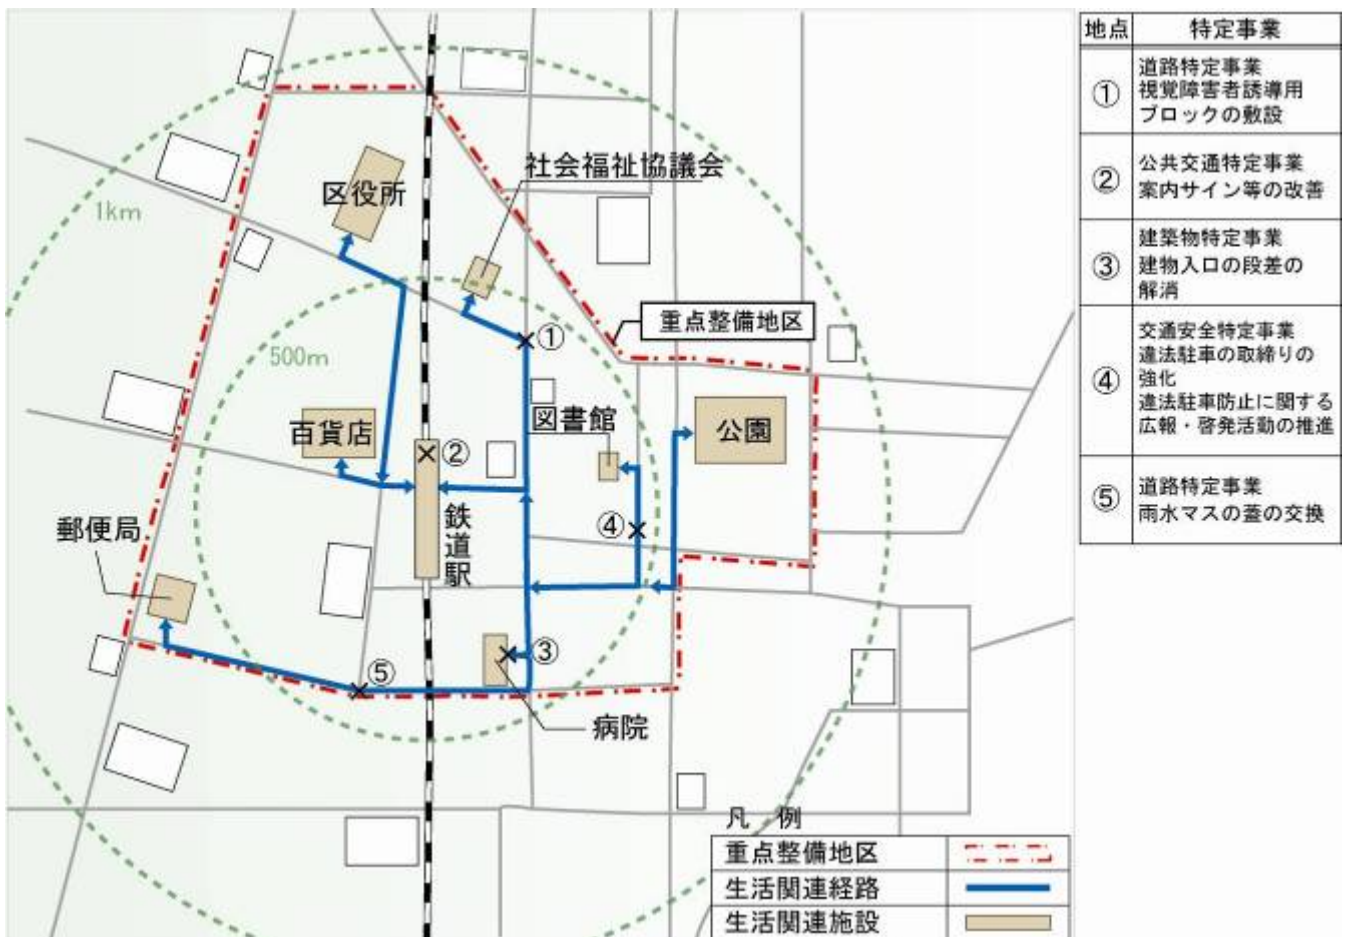 1km
500m
区役所
社会福祉協議会
重点整備地区
①
百貨店
②
図書館
公園
鉄道駅
④
郵便局
③
⑤
病院
凡 例
重点整備地区
生活関連経路
生活関連施設
地点 特定事業
① 道路特定事業
視覚障害者誘導用
ブロックの敷設
② 公共交通特定事業
案内サイン等の改善
③ 建築物特定事業
建物入口の段差の
解消
④ 交通安全特定事業
違法駐車の取締りの
強化
違法駐車防止に関する
広報・啓発活動の推進
⑤ 道路特定事業
雨水マスの蓋の交換